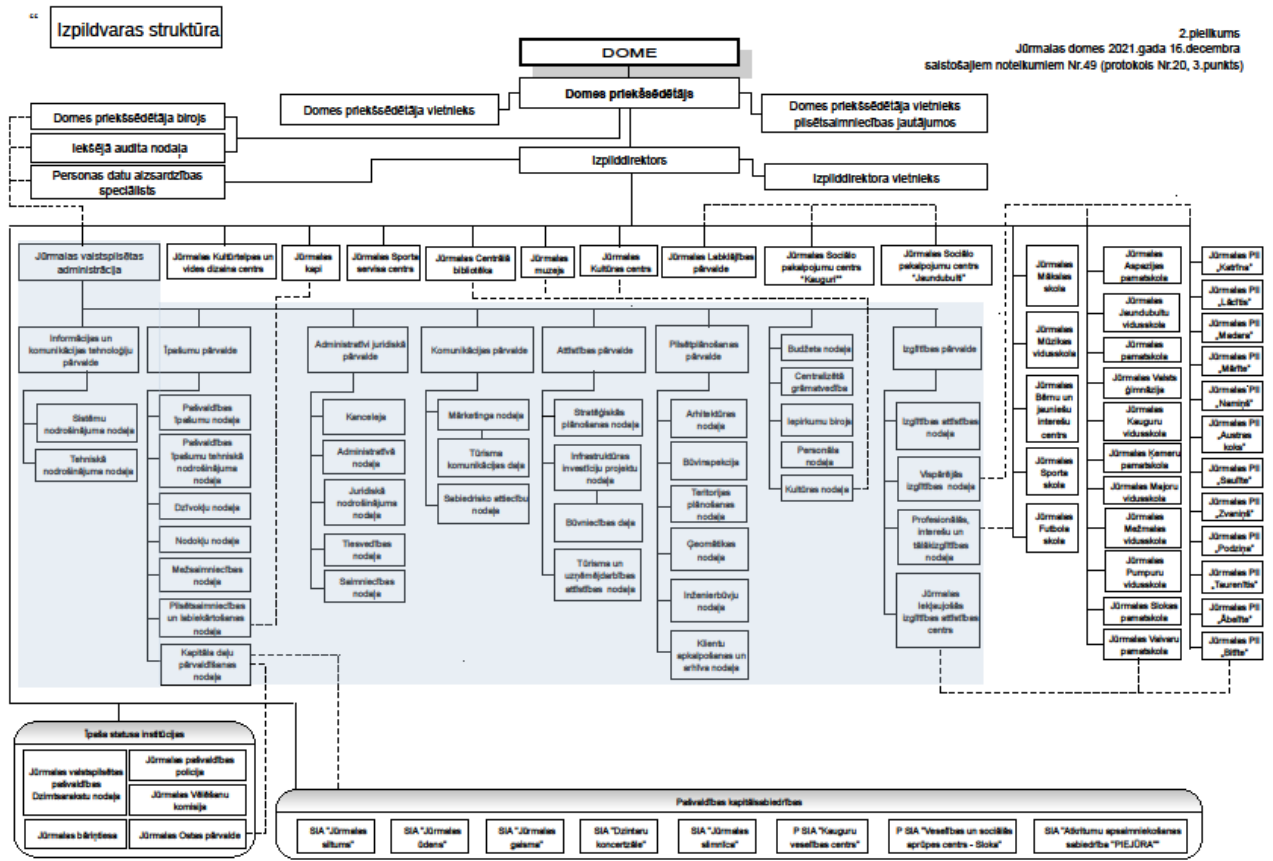 “
Izpildvaras struktūra
2.pielikums
Jūrmalas domes 2021.gada 16.decembra
saistošajiem noteikumiem Nr.49 (protokols Nr.20, 3.punkts)
DOME
Domes priekšsēdētājs
Domes priekšsēdētāja vietnieks
Domes priekšsēdētāja vietnieks
pilsētsaimniecības jautājumos
Domes priekšsēdētāja birojs
Iekšējā audita nodaļa
Personas datu aizsardzības
speciālists
Izpilddirektors
Izpilddirektora vietnieks
Jūrmalas valstspilsētas
administrācija
Jūrmalas Kultūrtelpas un
vides dizaina centrs
Jūrmalas
kapi
Jūrmalas Sporta
servisa centrs
Jūrmalas Centrālā
bibliotēka
Jūrmalas
muzejs
Jūrmalas
Kultūras centrs
Jūrmalas Labklājības
pārvalde
Jūrmalas Sociālo
pakalpojumu centrs
"Kauguri"
Jūrmalas Sociālo
pakalpojumu centrs
"Jaundubulti"
Informācijas un
komunikācijas tehnoloģiju
pārvalde
Sistēmu
nodrošinājuma nodaļa
Tehniskā
nodrošinājuma nodaļa
Īpašumu pārvalde
Pašvaldības
īpašumu nodaļa
Pašvaldības
īpašumu tehniskā
nodrošinājuma
nodaļa
Dzīvokļu nodaļa
Nodokļu nodaļa
Mežsaimniecības
nodaļa
Pilsētsaimniecības
un labiekārtošanas
nodaļa
Kapitāla daļu
pārvaldīšanas
nodaļa
Administratīvi juridiskā
pārvalde
Kanceleja
Administratīvā
nodaļa
Juridiskā
nodrošinājuma
nodaļa
Tiesvedības
nodaļa
Saimniecības
nodaļa
Komunikācijas pārvalde
Mārketinga nodaļa
Tūrisma
komunikācijas daļa
Sabiedrisko attiecību
nodaļa
Attīstības pārvalde
Stratēģiskās
plānošanas nodaļa
Infrastruktūras
investīciju projektu
nodaļa
Būvniecības daļa
Tūrisma un
uzņēmējdarbības
attīstības nodaļa
Pilsētplānošanas
pārvalde
Arhitektūras
nodaļa
Būvinspekcija
Teritorijas
plānošanas
nodaļa
Ģeomātikas
nodaļa
Inženierbūvju
nodaļa
Klientu
apkalpošanas un
arhīva nodaļa
Budžeta nodaļa
Centralizētā
grāmatvedība
Iepirkumu birojs
Personāla
nodaļa
Kultūras nodaļa
Izglītības pārvalde
Izglītības attīstības
nodaļa
Vispārējās
izglītības nodaļa
Profesionālās,
interešu un
tālākizglītības
nodaļa
Jūrmalas
Iekļaujošās
izglītības attīstības
centrs
Jūrmalas
Mākslas
skola
Jūrmalas
Mūzikas
vidusskola
Jūrmalas
Bērnu un
jauniešu
interešu
centrs
Jūrmalas
Sporta
skola
Jūrmalas
Futbola
skola
Jūrmalas
Aspazijas
pamatskola
Jūrmalas
Jaundubultu
vidusskola
Jūrmalas
pamatskola
Jūrmalas Valsts
ģimnāzija
Jūrmalas
Kauguru
vidusskola
Jūrmalas Ķemeru
pamatskola
Jūrmalas Majoru
vidusskola
Jūrmalas
Mežmalas
vidusskola
Jūrmalas
Pumpuru
vidusskola
Jūrmalas Slokas
pamatskola
Jūrmalas Vaivaru
pamatskola
Jūrmalas PII
„Katrīna"
Jūrmalas PII
„Lācītis"
Jūrmalas PII
„Madara"
Jūrmalas PII
„Mārīte"
Jūrmalas PII
„Namiņš"
Jūrmalas PII
„Austras
koks"
Jūrmalas PII
„Saulīte"
Jūrmalas PII
„Zvaniņš"
Jūrmalas PII
„Podziņa"
Jūrmalas PII
„Taurenītis"
Jūrmalas PII
„Ābelīte"
Jūrmalas PII
„Bitīte"
Īpaša statusa institūcijas
Jūrmalas valstspilsētas
pašvaldības
Dzimtsarakstu nodaļa
Jūrmalas pašvaldības
policija
Jūrmalas Vēlēšanu
komisija
Jūrmalas bāriņtiesa
Jūrmalas Ostas pārvalde
Pašvaldības kapitālsabiedrības
SIA "Jūrmalas
siltums"
SIA "Jūrmalas
ūdens"
SIA "Jūrmalas
gaisma"
SIA "Dzintaru
koncertzāle"
SIA "Jūrmalas
slimnīca"
P SIA "Kauguru
veselības centrs"
P SIA "Veselības un sociālās
aprūpes centrs - Sloka"
SIA "Atkritumu apsaimniekošanas
sabiedrība "PIEJŪRA""